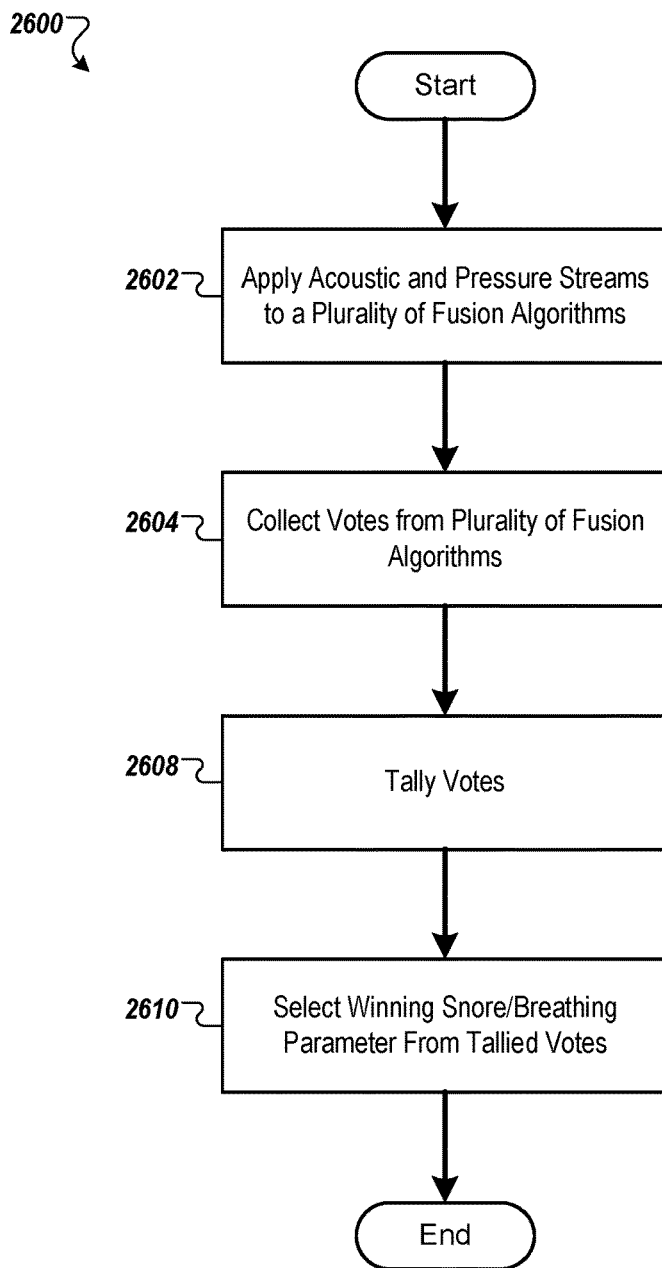 2600
Start
2602
Apply Acoustic and Pressure Streams
to a Plurality of Fusion Algorithms
2604
Collect Votes from Plurality of Fusion
Algorithms
2608
Tally Votes
2610
Select Winning Snore/Breathing
Parameter From Tallied Votes
End